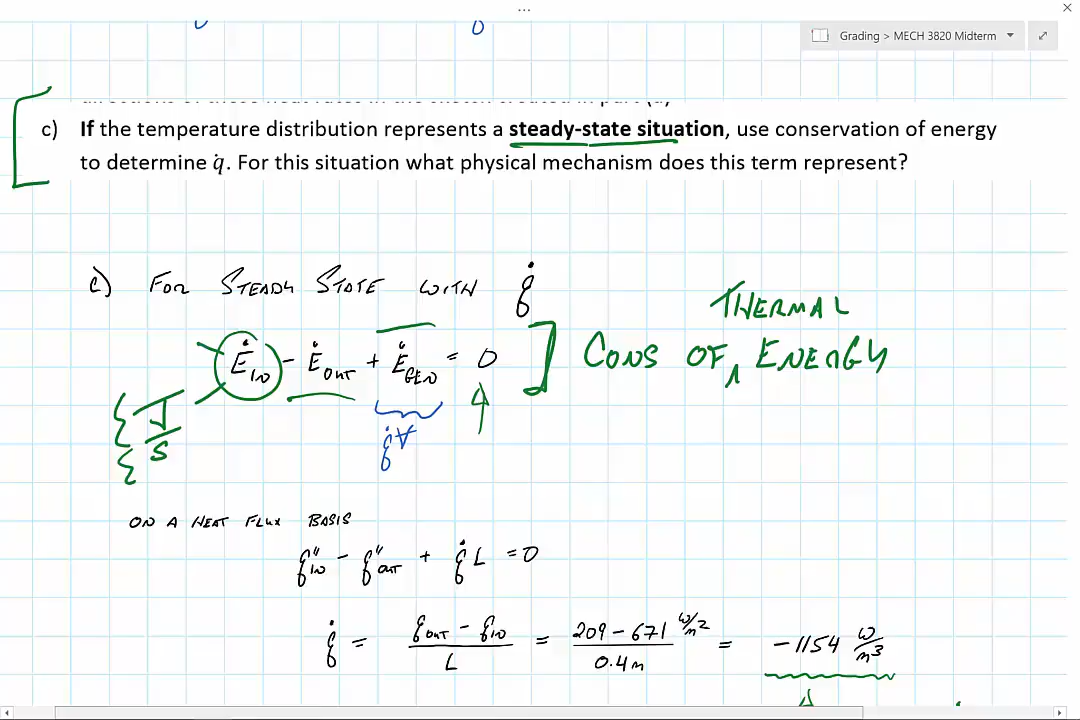 ...
0
Grading > MECH 3820 Midterm
c) If the temperature distribution represents a steady-state situation, use conservation of energy
to determine q̇. For this situation what physical mechanism does this term represent?
c) FOR STEADY STATE WITH q̇
THERMAL
Ė_IN - Ė_OUT + Ė_GEN = 0
CONS OF ∧ ENERGY
J/S
q̇∀
ON A HEAT FLUX BASIS
q"_IN - q"_OUT + q̇L = 0
q̇ = (q_OUT - q_IN)/L = (209 - 671 W/m²)/0.4m = -1154 W/m³